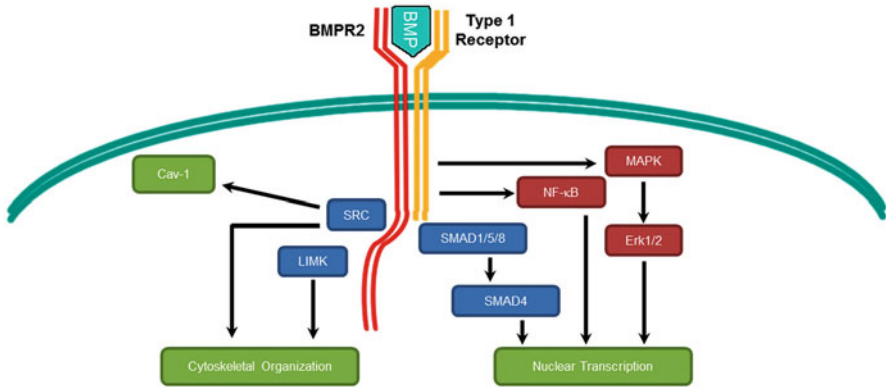 BMPR2
BMP
Type 1
Receptor
Cav-1
SRC
LIMK
MAPK
NF-κB
SMAD1/5/8
Erk1/2
SMAD4
Cytoskeletal Organization
Nuclear Transcription